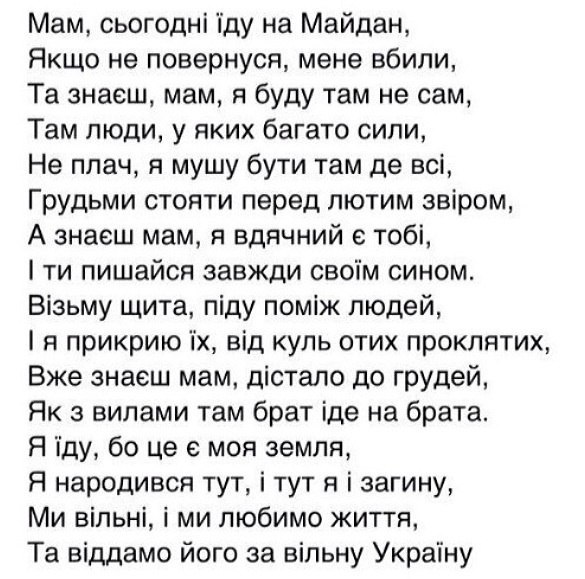 Мам, сьогодні їду на Майдан,
Якщо не повернуся, мене вбили,
Та знаєш, мам, я буду там не сам,
Там люди, у яких багато сили,
Не плач, я мушу бути там де всі,
Грудьми стояти перед лютим звіром,
А знаєш мам, я вдячний є тобі,
І ти пишайся завжди своїм сином.
Візьму щита, піду поміж людей,
І я прикрию їх, від куль отих проклятих,
Вже знаєш мам, дістало до грудей,
Як з вилами там брат іде на брата.
Я їду, бо це є моя земля,
Я народився тут, і тут я і загину,
Ми вільні, і ми любимо життя,
Та віддамо його за вільну Україну